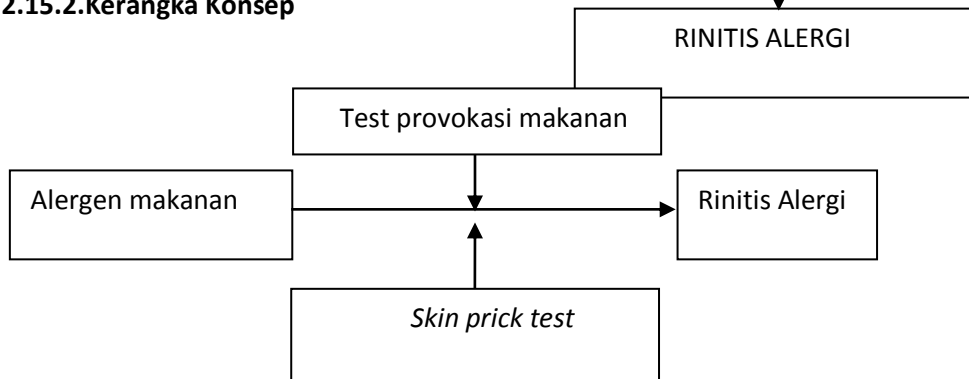 2.15.2.Kerangka Konsep
RINITIS ALERGI
Test provokasi makanan
Alergen makanan
Rinitis Alergi
Skin prick test